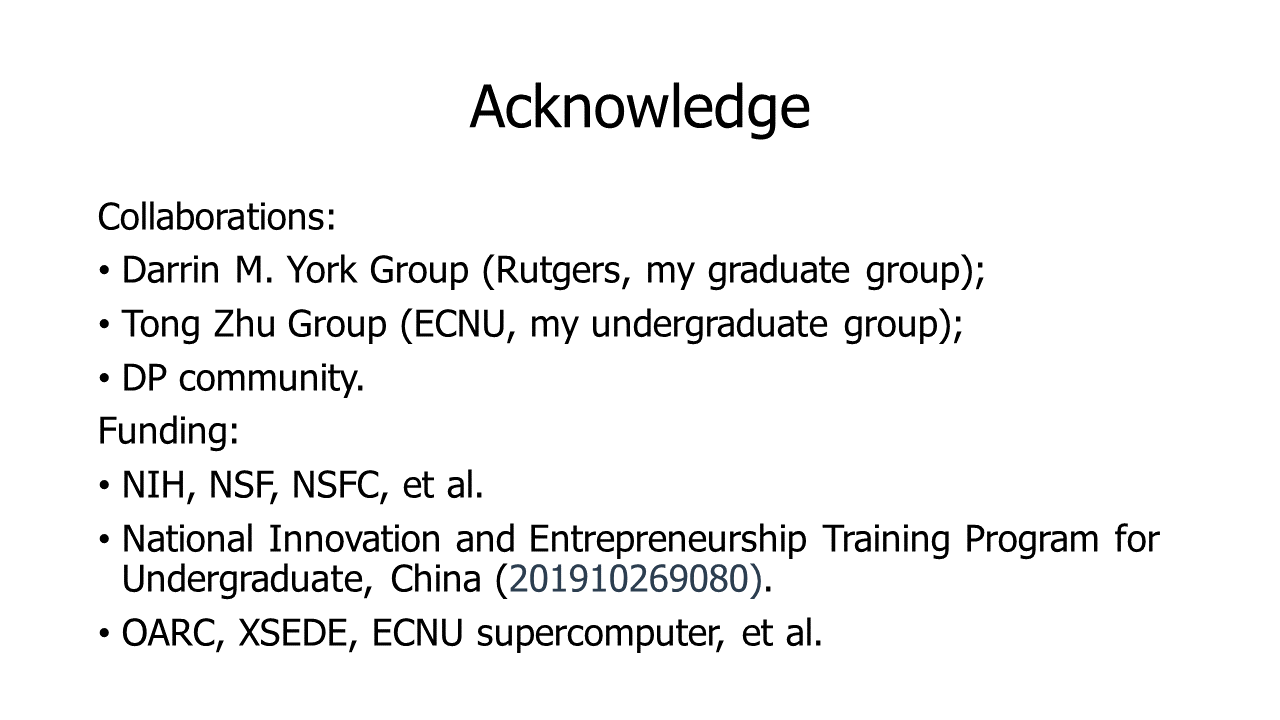 Acknowledge
Collaborations:
• Darrin M. York Group (Rutgers, my graduate group);
• Tong Zhu Group (ECNU, my undergraduate group);
• DP community.
Funding:
• NIH, NSF, NSFC, et al.
• National Innovation and Entrepreneurship Training Program for
Undergraduate, China (201910269080).
• OARC, XSEDE, ECNU supercomputer, et al.